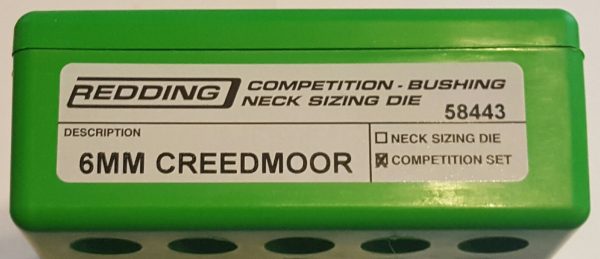 REDDING COMPETITION - BUSHING
NECK SIZING DIE
58443
DESCRIPTION
6MM CREEDMOOR
☐ NECK SIZING DIE
☒ COMPETITION SET